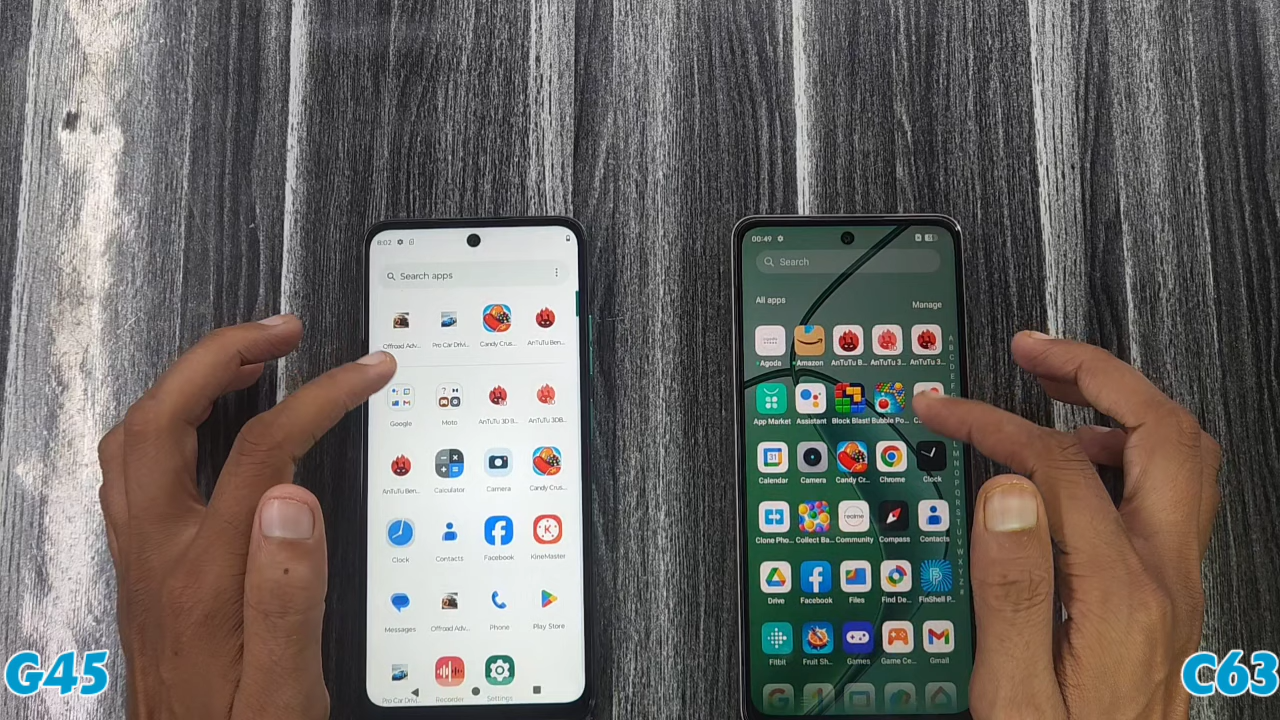 8:02
Search apps
Offroad Adv...
Pro Car Drivi...
Candy Crus...
AnTuTu Ben...
Google
Moto
AnTuTu 3D B...
AnTuTu 3DB...
AnTuTu Ben...
Calculator
Camera
Candy Crus...
Clock
Contacts
Facebook
KineMaster
Messages
Offroad Adv...
Phone
Play Store
Pro Car Drivi...
Recorder
Settings
00:49
Search
All apps
Manage
Agoda
Amazon
AnTuTu B...
AnTuTu 3...
AnTuTu 3...
App Market
Assistant
Block Blast!
Bubble Po...
Calendar
Camera
Candy Cr...
Chrome
Clock
Clone Pho...
Collect Ba...
realme
Community
Compass
Contacts
Drive
Facebook
Files
Find De...
FinShell P...
Fitbit
Fruit Sh...
Games
Game Ce...
Gmail
G45
C63